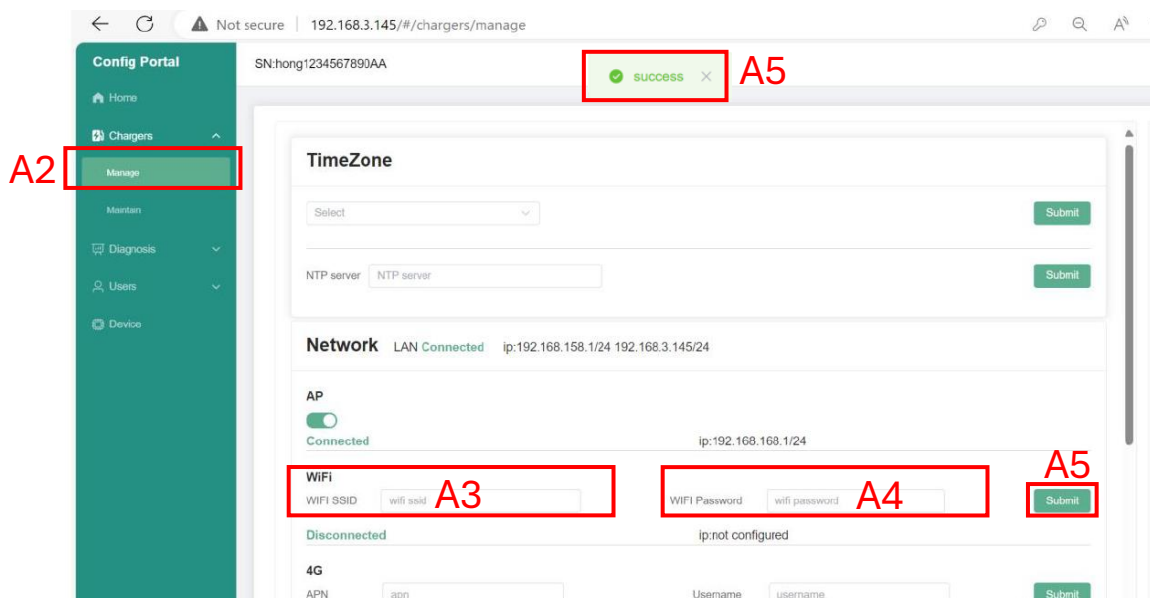 Not secure 192.168.3.145/#/chargers/manage
Config Portal
SN:hong1234567890AA
success
A5
Home
Chargers
A2
Manage
Maintain
Diagnosis
Users
Device
TimeZone
Select
Submit
NTP server NTP server
Submit
Network LAN Connected ip:192.168.158.1/24 192.168.3.145/24
AP
Connected ip:192.168.168.1/24
WiFi
A5
WIFI SSID wifi ssid A3 WIFI Password wifi password A4 Submit
Disconnected ip:not configured
4G
APN apn Username username Submit